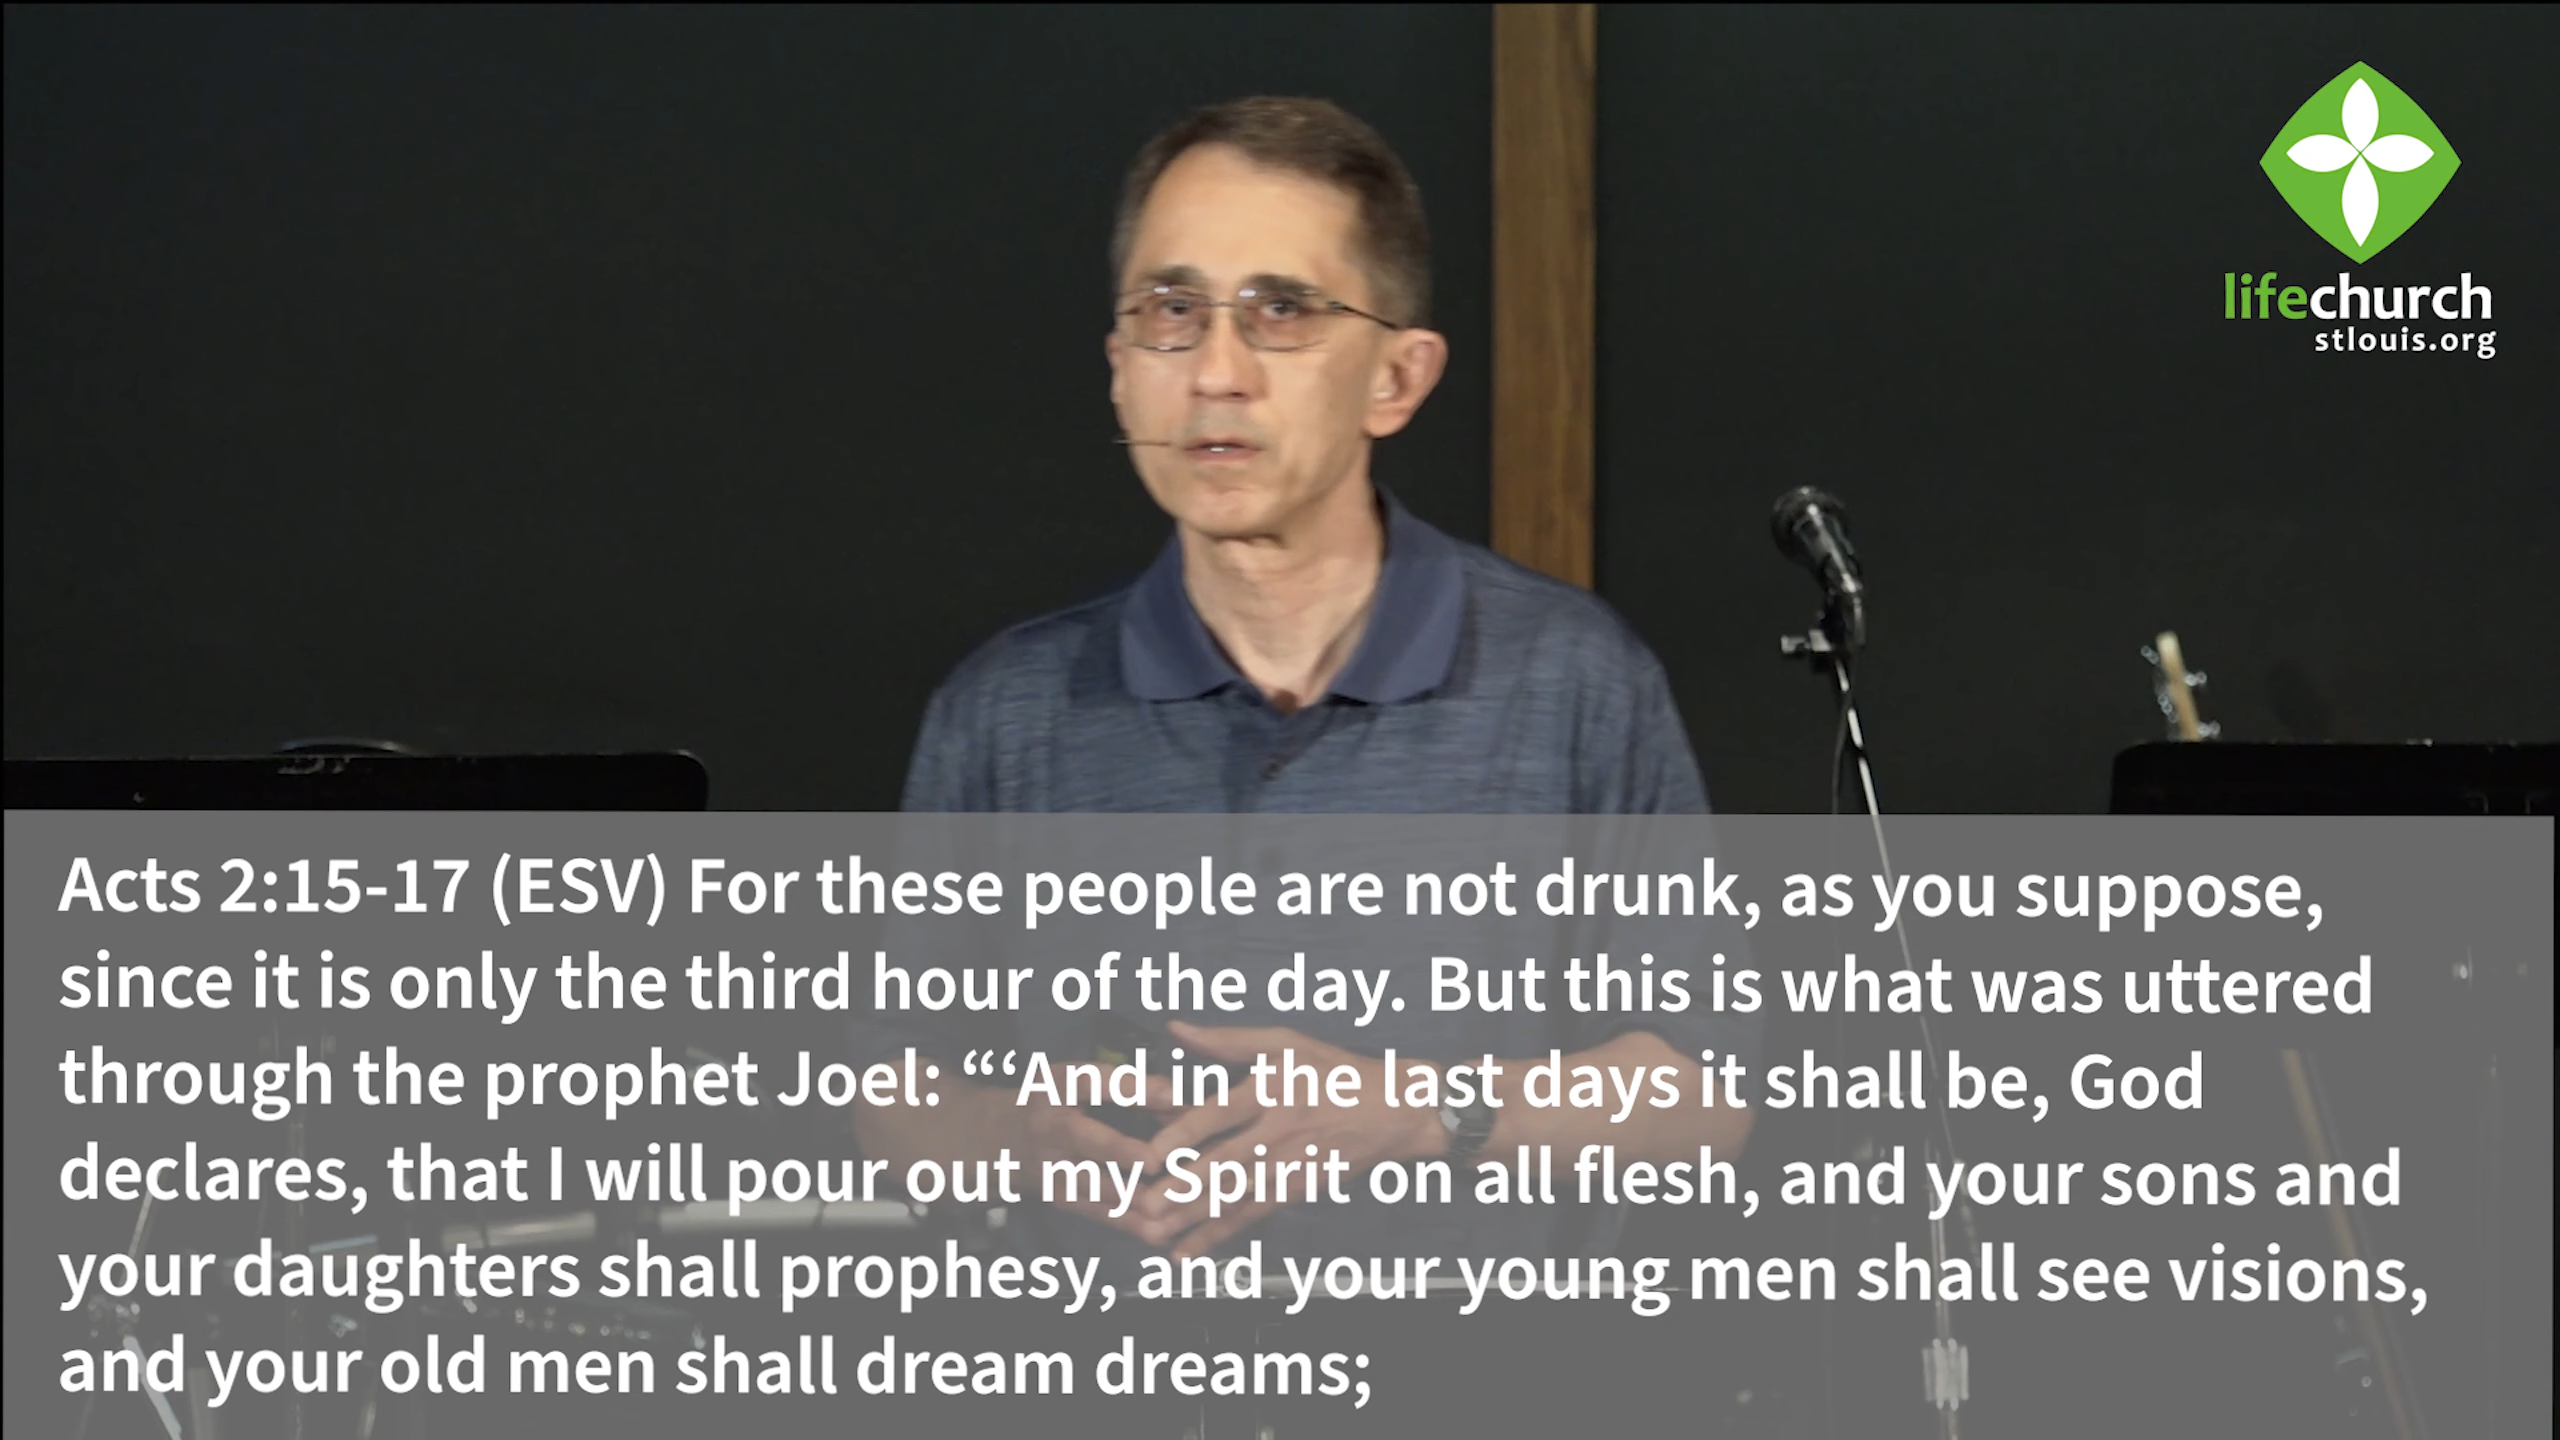 lifechurch
stlouis.org
Acts 2:15-17 (ESV) For these people are not drunk, as you suppose,
since it is only the third hour of the day. But this is what was uttered
through the prophet Joel: “‘And in the last days it shall be, God
declares, that I will pour out my Spirit on all flesh, and your sons and
your daughters shall prophesy, and your young men shall see visions,
and your old men shall dream dreams;